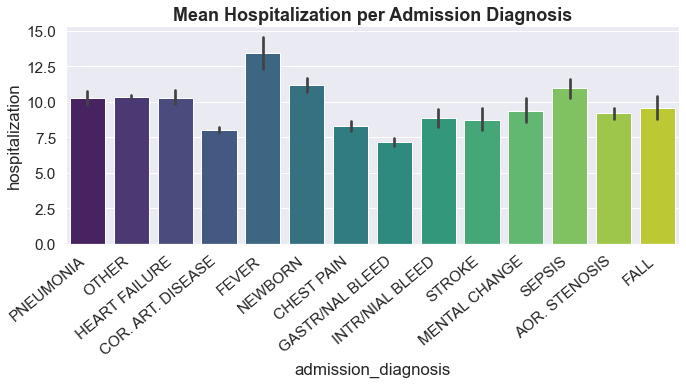 Mean Hospitalization per Admission Diagnosis
hospitalization
15.0
12.5
10.0
7.5
5.0
2.5
0.0
PNEUMONIA
OTHER
HEART FAILURE
COR. ART. DISEASE
FEVER
NEWBORN
CHEST PAIN
GASTR/NAL BLEED
INTR/NIAL BLEED
STROKE
MENTAL CHANGE
SEPSIS
AOR. STENOSIS
FALL
admission_diagnosis